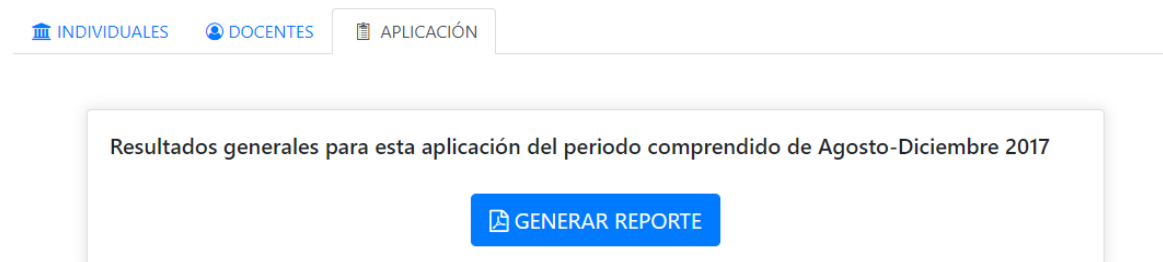 INDIVIDUALES DOCENTES APLICACIÓN
Resultados generales para esta aplicación del periodo comprendido de Agosto-Diciembre 2017
GENERAR REPORTE